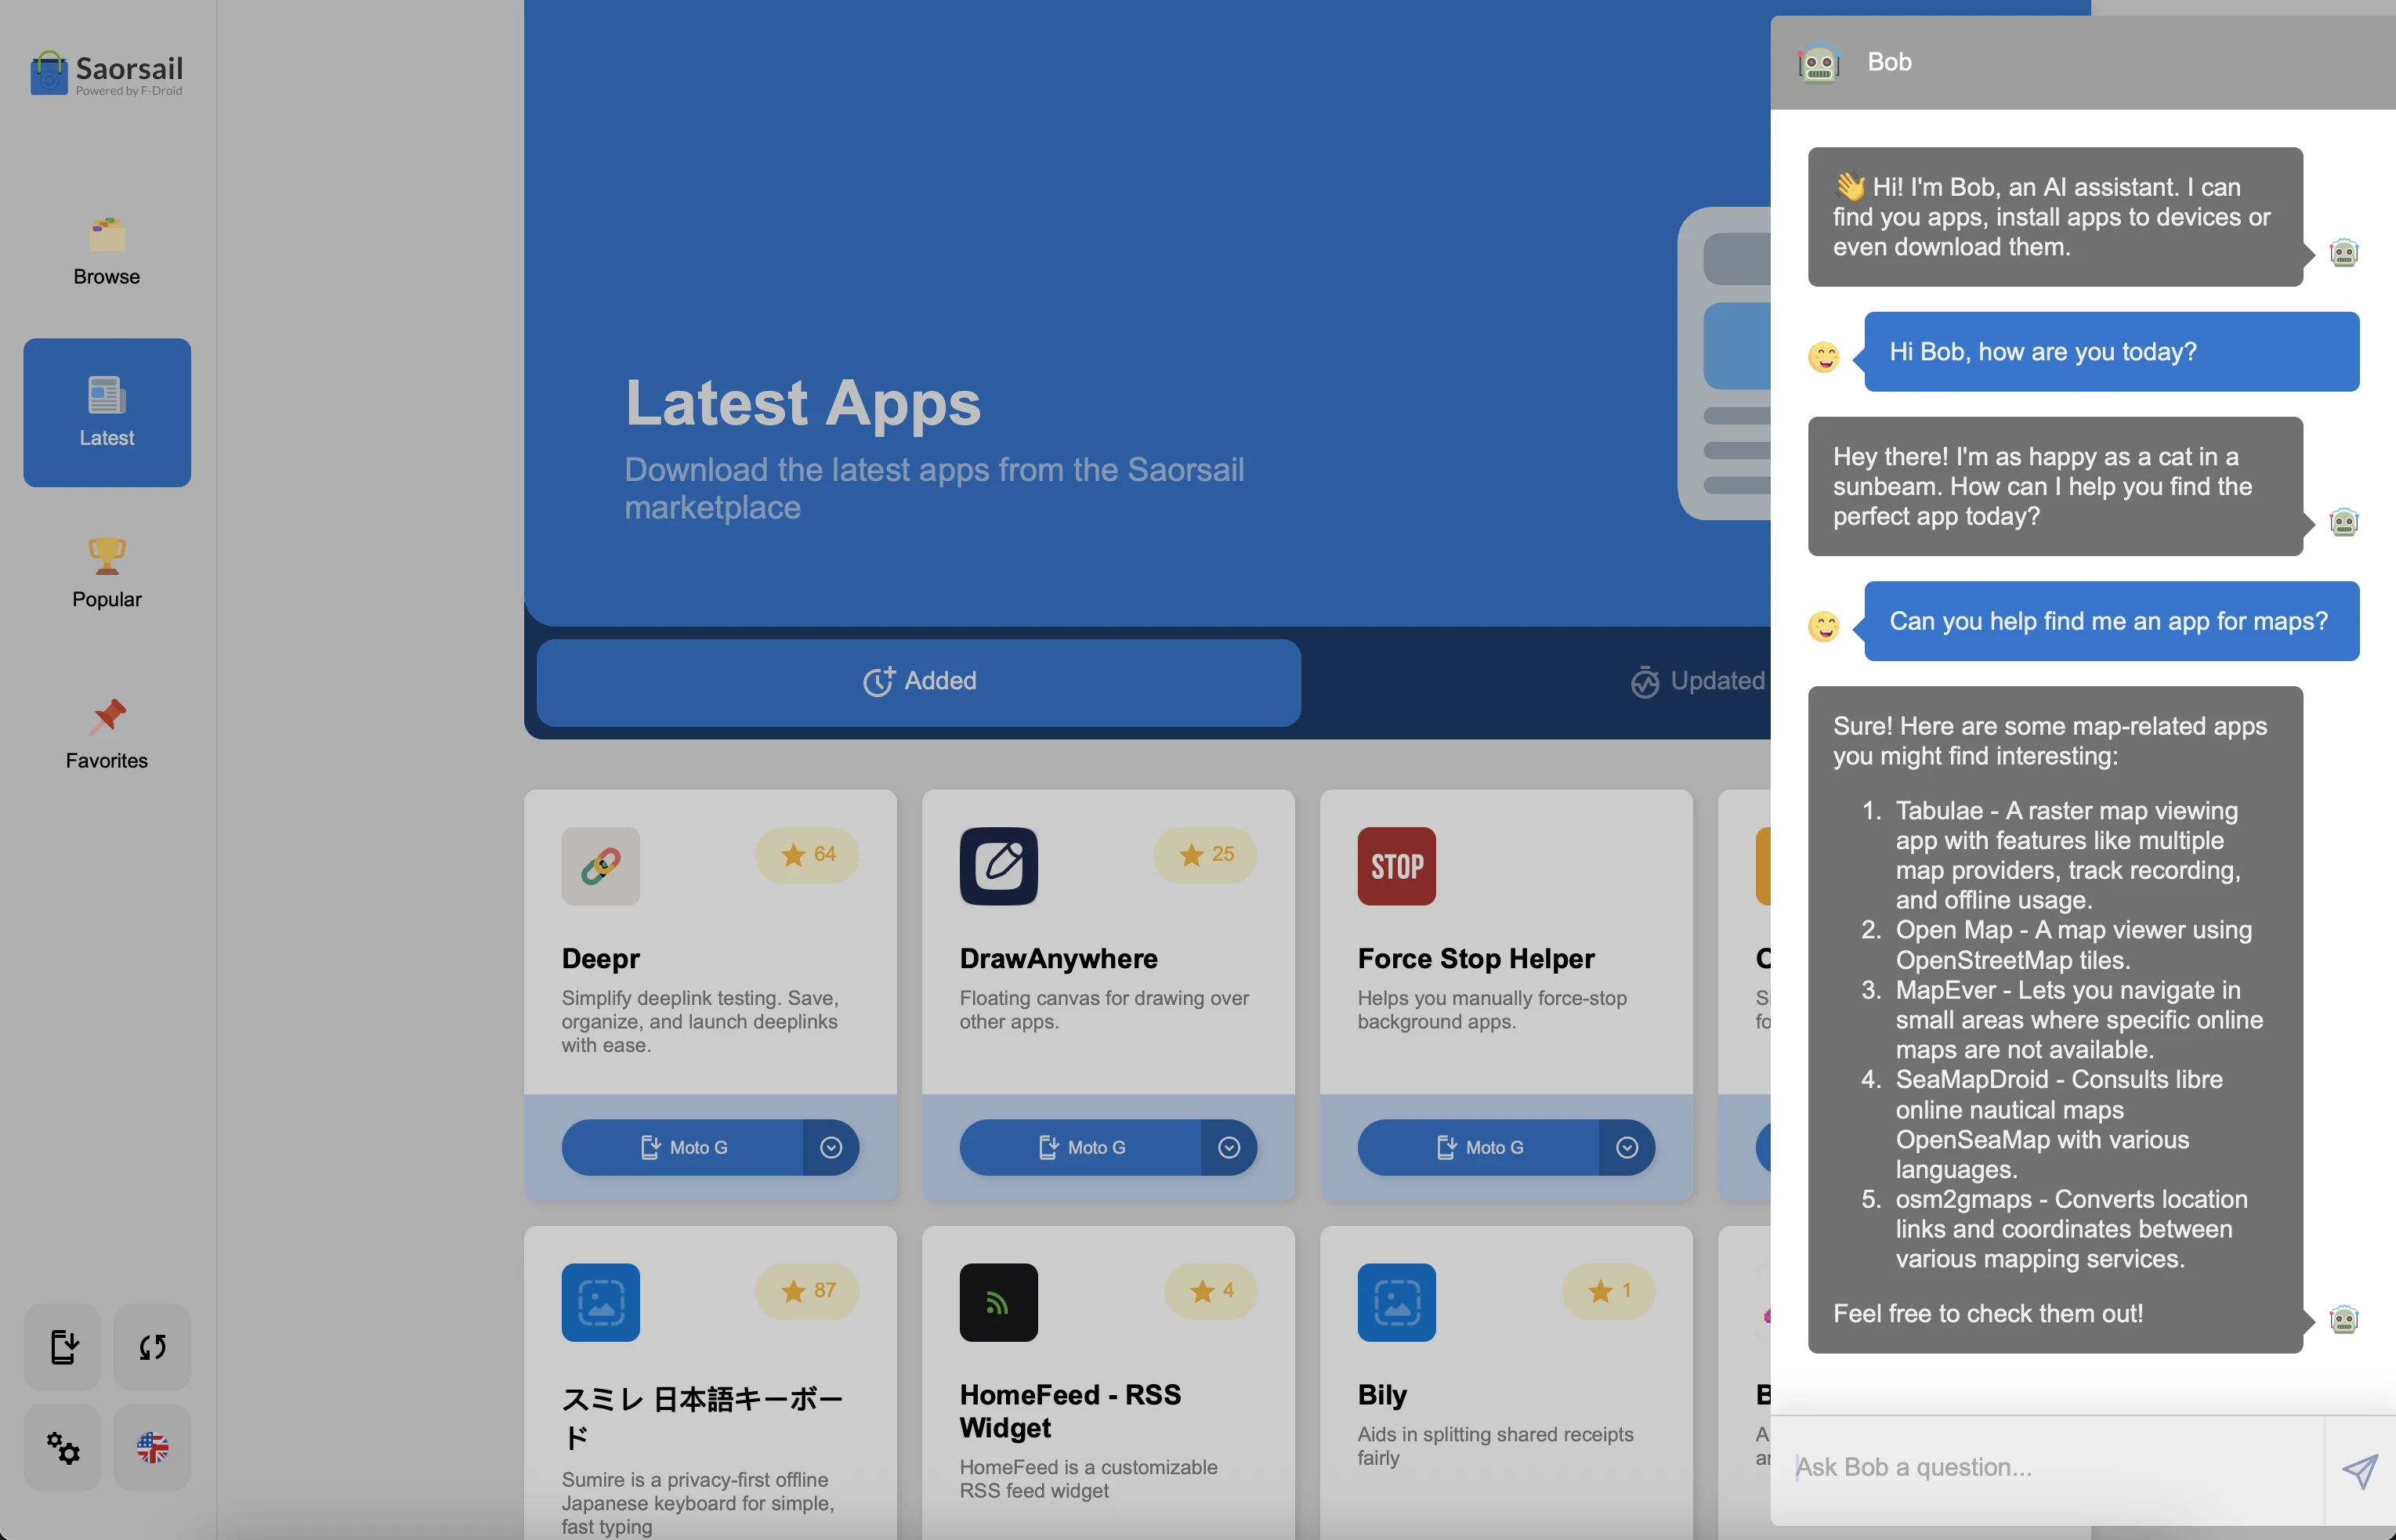 Saorsail
Powered by F-Droid
Browse
Latest
Popular
Favorites
Latest Apps
Download the latest apps from the Saorsail
marketplace
Added
Updated
64
Deepr
Simplify deeplink testing. Save,
organize, and launch deeplinks
with ease.
Moto G
25
DrawAnywhere
Floating canvas for drawing over
other apps.
Moto G
STOP
Force Stop Helper
Helps you manually force-stop
background apps.
Moto G
87
スミレ 日本語キーボー
ド
Sumire is a privacy-first offline
Japanese keyboard for simple,
fast typing
4
HomeFeed - RSS
Widget
HomeFeed is a customizable
RSS feed widget
1
Bily
Aids in splitting shared receipts
fairly
Bob
👋 Hi! I'm Bob, an AI assistant. I can
find you apps, install apps to devices or
even download them.
Hi Bob, how are you today?
Hey there! I'm as happy as a cat in a
sunbeam. How can I help you find the
perfect app today?
Can you help find me an app for maps?
Sure! Here are some map-related apps
you might find interesting:
1. Tabulae - A raster map viewing
app with features like multiple
map providers, track recording,
and offline usage.
2. Open Map - A map viewer using
OpenStreetMap tiles.
3. MapEver - Lets you navigate in
small areas where specific online
maps are not available.
4. SeaMapDroid - Consults libre
online nautical maps
OpenSeaMap with various
languages.
5. osm2gmaps - Converts location
links and coordinates between
various mapping services.
Feel free to check them out!
Ask Bob a question...